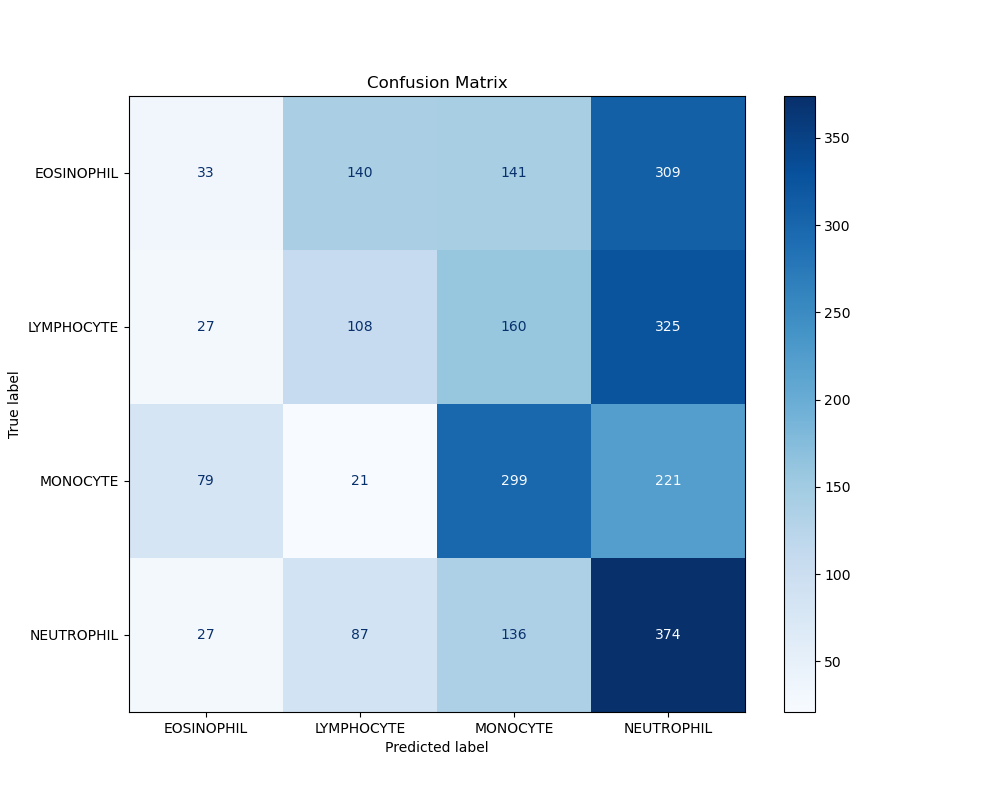 Confusion Matrix
EOSINOPHIL 33 140 141 309
LYMPHOCYTE 27 108 160 325
MONOCYTE 79 21 299 221
NEUTROPHIL 27 87 136 374
EOSINOPHIL LYMPHOCYTE MONOCYTE NEUTROPHIL
Predicted label
True label
350
300
250
200
150
100
50